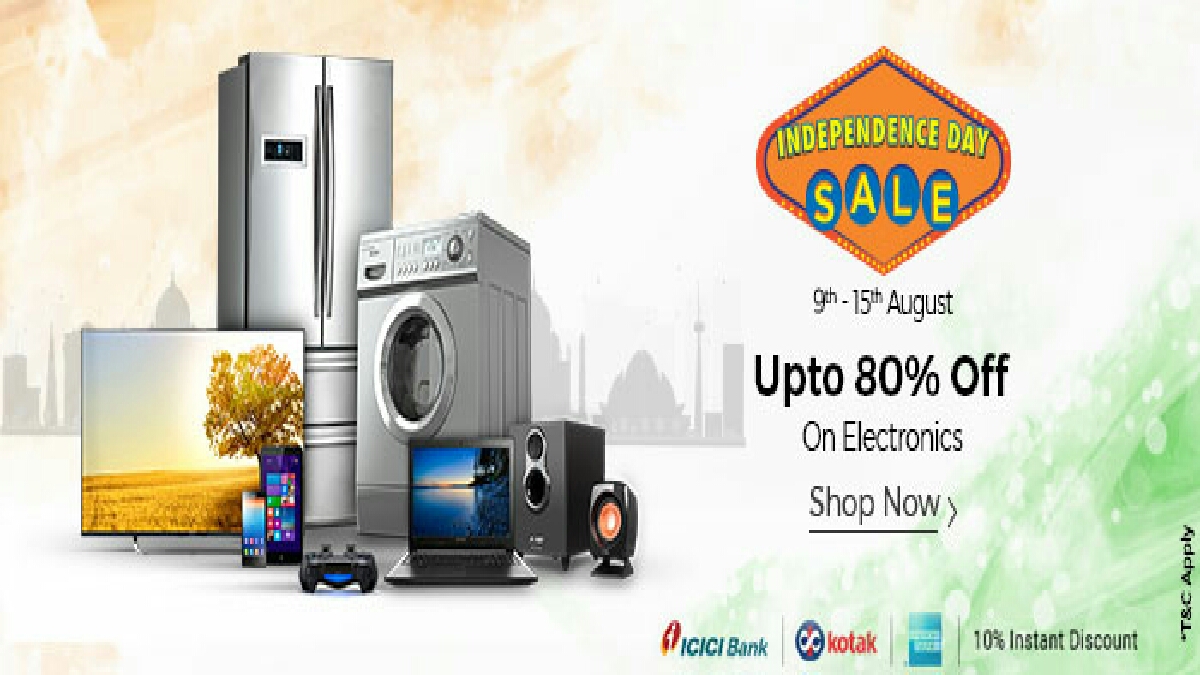 INDEPENDENCE DAY
SALE
9th - 15th August
Upto 80% Off
On Electronics
Shop Now >
ICICI Bank
kotak
10% Instant Discount
*T&C Apply